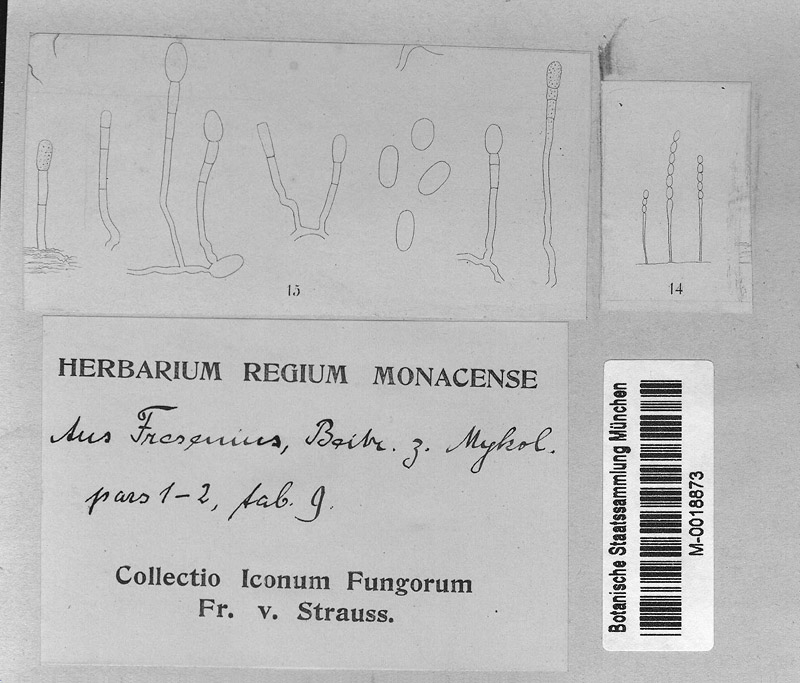 15
14
HERBARIUM REGIUM MONACENSE
Aus Fresenius, Beitr. z. Mykol.
pars 1-2, tab. 9.
Collectio Iconum Fungorum
Fr. v. Strauss.
Botanische Staatssammlung München
M-0018873